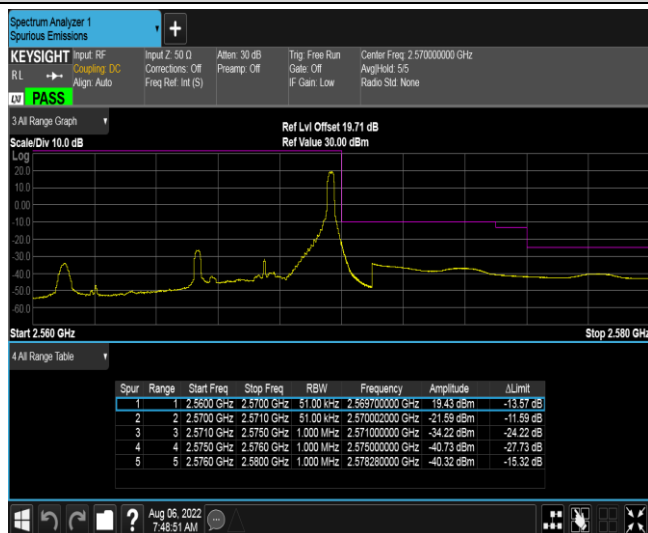 Spectrum Analyzer 1
Spurious Emissions
+
KEYSIGHT Input: RF Input Z: 50 Ω Atten: 30 dB Trig: Free Run Center Freq: 2.570000000 GHz
RL Coupling: DC Corrections: Off Preamp: Off Gate: Off Avg|Hold: 5/5
Align: Auto Freq Ref: Int (S) IF Gain: Low Radio Std: None
LXI PASS
3 All Range Graph
Ref Lvl Offset 19.71 dB
Scale/Div 10.0 dB Ref Value 30.00 dBm
Log
20.0
10.0
0.00
-10.0
-20.0
-30.0
-40.0
-50.0
-60.0
Start 2.560 GHz Stop 2.580 GHz
4 All Range Table
Spur Range Start Freq Stop Freq RBW Frequency Amplitude ΔLimit
1 1 2.5600 GHz 2.5700 GHz 51.00 kHz 2.569700000 GHz 19.43 dBm -13.57 dB
2 2 2.5700 GHz 2.5710 GHz 51.00 kHz 2.570002000 GHz -21.59 dBm -11.59 dB
3 3 2.5710 GHz 2.5750 GHz 1.000 MHz 2.571000000 GHz -34.22 dBm -24.22 dB
4 4 2.5750 GHz 2.5760 GHz 1.000 MHz 2.575000000 GHz -40.73 dBm -27.73 dB
5 5 2.5760 GHz 2.5800 GHz 1.000 MHz 2.578280000 GHz -40.32 dBm -15.32 dB
? Aug 06, 2022
7:48:51 AM